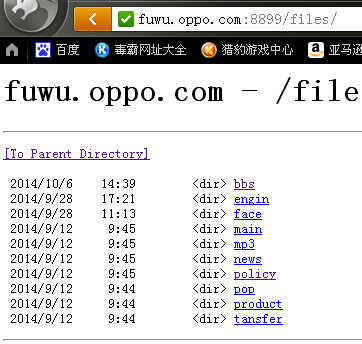 fuwu.oppo.com:8899/files/
百度 毒霸网址大全 猎豹游戏中心 亚马逊
fuwu.oppo.com - /file
[To Parent Directory]
2014/10/6 14:39 <dir> bbs
2014/9/28 17:21 <dir> engin
2014/9/28 11:13 <dir> face
2014/9/12 9:45 <dir> main
2014/9/12 9:45 <dir> mp3
2014/9/12 9:45 <dir> news
2014/9/12 9:45 <dir> policy
2014/9/12 9:44 <dir> pop
2014/9/12 9:44 <dir> product
2014/9/12 9:44 <dir> tansfer